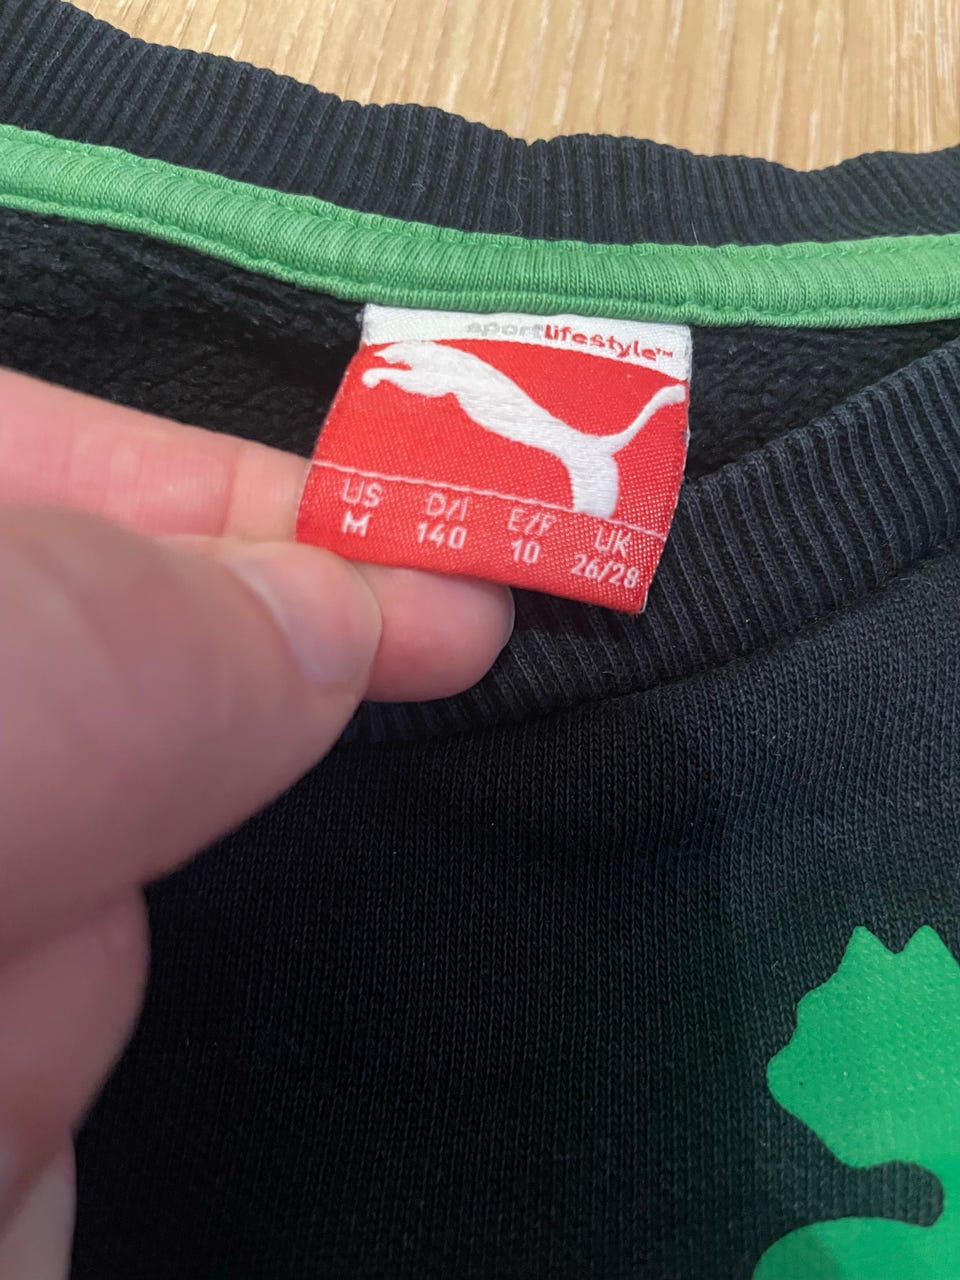 sportlifestyle™
US D/I E/F UK
M 140 10 26/28